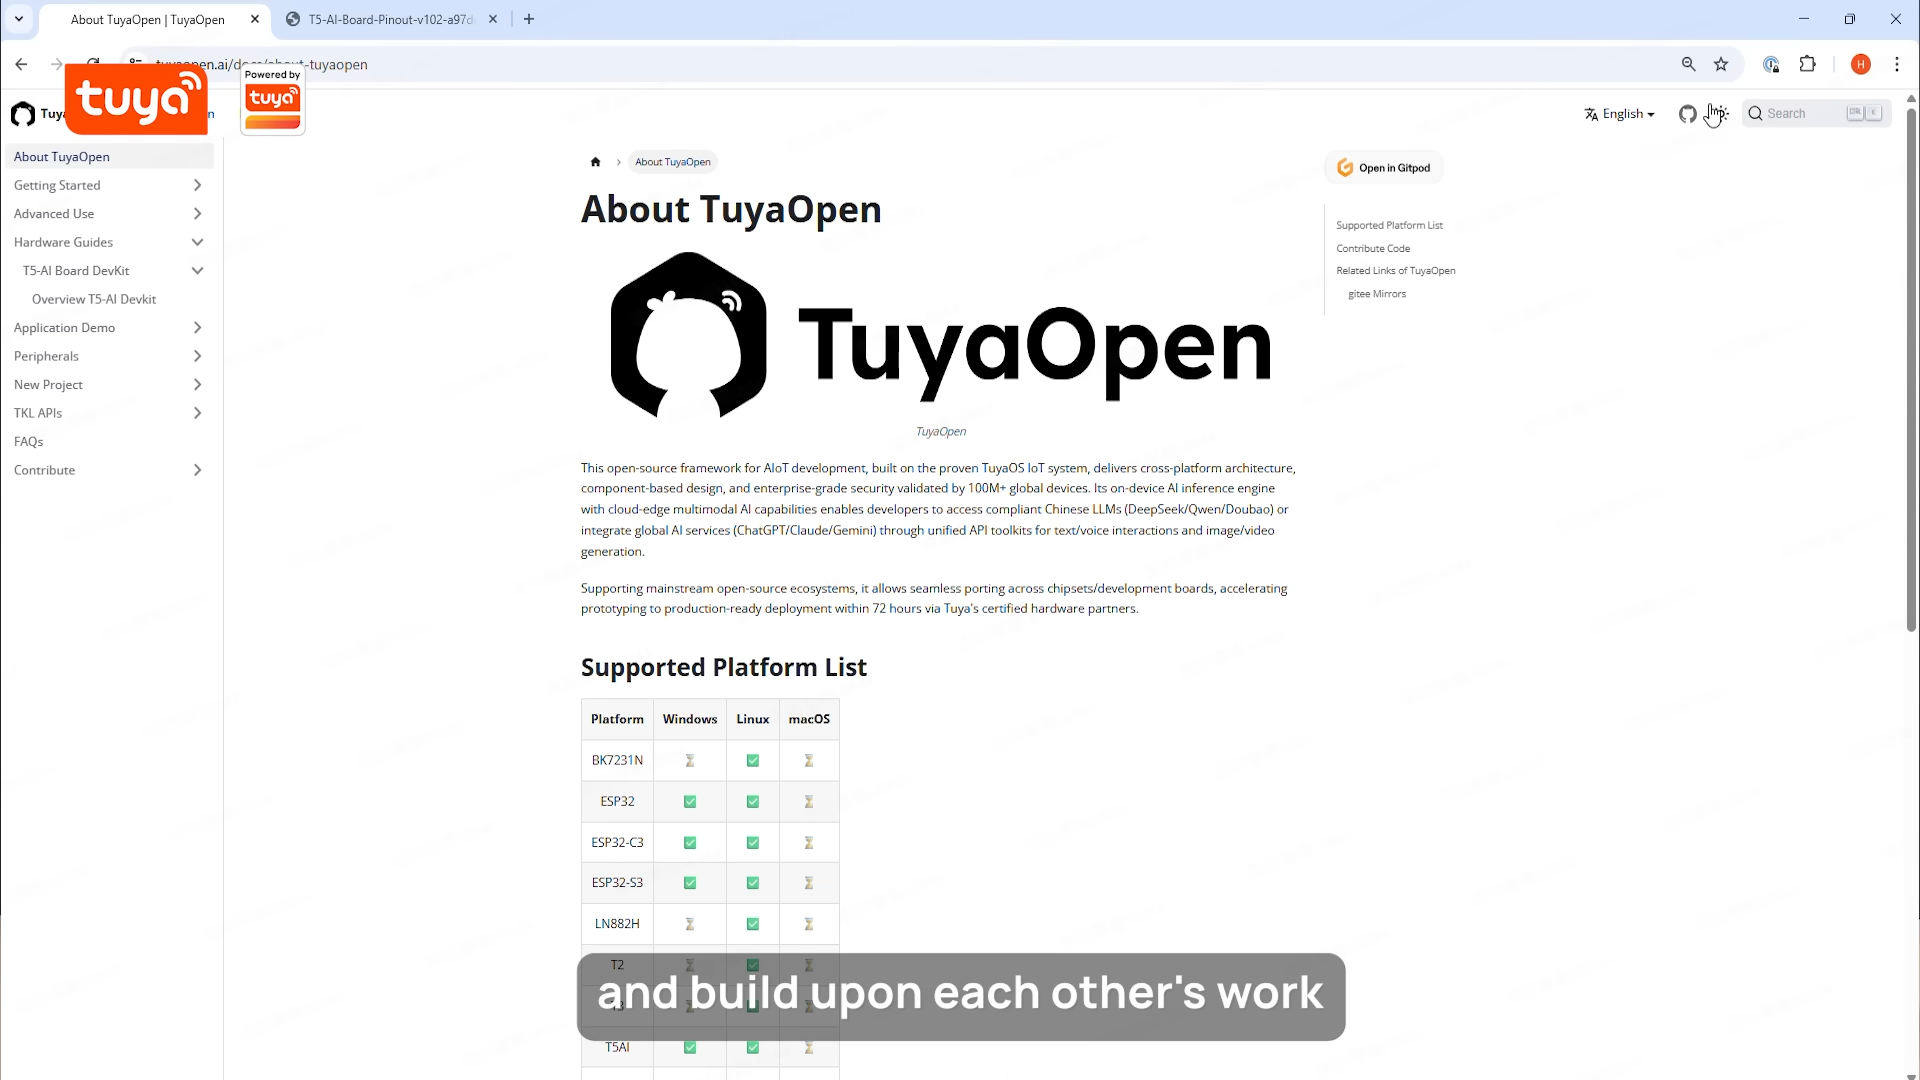 About TuyaOpen | TuyaOpen
T5-AI-Board-Pinout-v102-a97d
tuyaopen.ai/docs/about-tuyaopen
H
tuya
Powered by
tuya
English
Search
About TuyaOpen
Getting Started
Advanced Use
Hardware Guides
T5-AI Board DevKit
Overview T5-AI Devkit
Application Demo
Peripherals
New Project
TKL APIs
FAQs
Contribute
About TuyaOpen
About TuyaOpen
TuyaOpen
TuyaOpen
This open-source framework for AIoT development, built on the proven TuyaOS IoT system, delivers cross-platform architecture,
component-based design, and enterprise-grade security validated by 100M+ global devices. Its on-device AI inference engine
with cloud-edge multimodal AI capabilities enables developers to access compliant Chinese LLMs (DeepSeek/Qwen/Doubao) or
integrate global AI services (ChatGPT/Claude/Gemini) through unified API toolkits for text/voice interactions and image/video
generation.
Supporting mainstream open-source ecosystems, it allows seamless porting across chipsets/development boards, accelerating
prototyping to production-ready deployment within 72 hours via Tuya's certified hardware partners.
Supported Platform List
Platform Windows Linux macOS
BK7231N
ESP32
ESP32-C3
ESP32-S3
LN882H
T2
T3
T5AI
Open in Gitpod
Supported Platform List
Contribute Code
Related Links of TuyaOpen
gitee Mirrors
and build upon each other's work